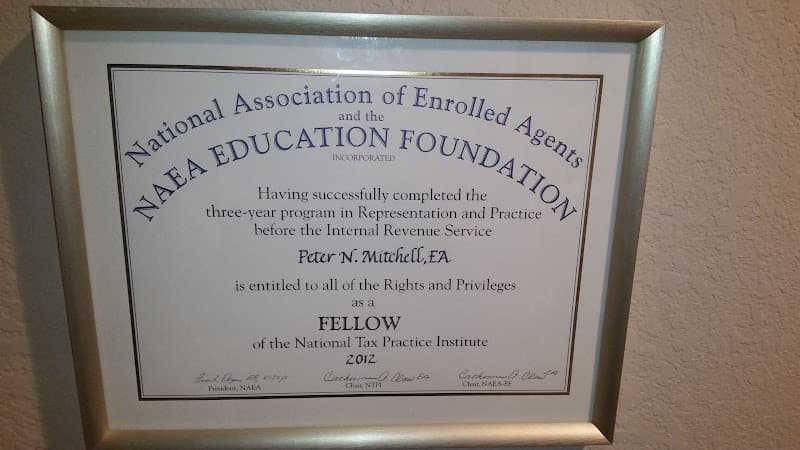 National Association of Enrolled Agents
and the
NAEA EDUCATION FOUNDATION
INCORPORATED
Having successfully completed the
three-year program in Representation and Practice
before the Internal Revenue Service
Peter N. Mitchell, EA
is entitled to all of the Rights and Privileges
as a
FELLOW
of the National Tax Practice Institute
2012
President, NAEA
Chair, NTPI
Chair, NAEA-EF